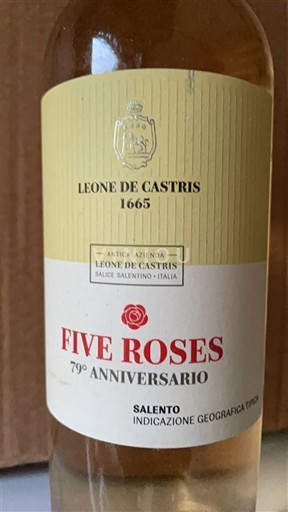 LEONE DE CASTRIS
1665
ANTICA AZIENDA
LEONE DE CASTRIS
SALICE SALENTINO • ITALIA
FIVE ROSES
79° ANNIVERSARIO
SALENTO
INDICAZIONE GEOGRAFICA TIPICA